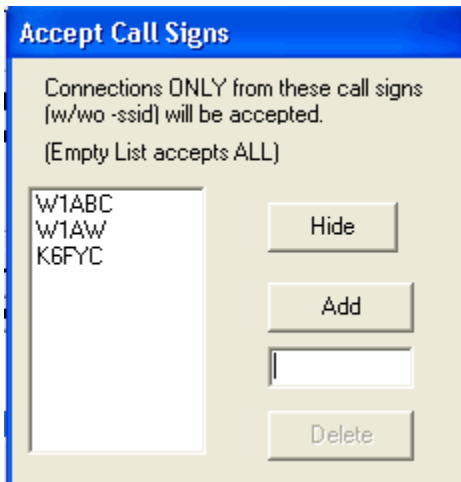 Accept Call Signs
Connections ONLY from these call signs
(w/wo -ssid) will be accepted.
(Empty List accepts ALL)
W1ABC
W1AW
K6FYC
Hide
Add
Delete